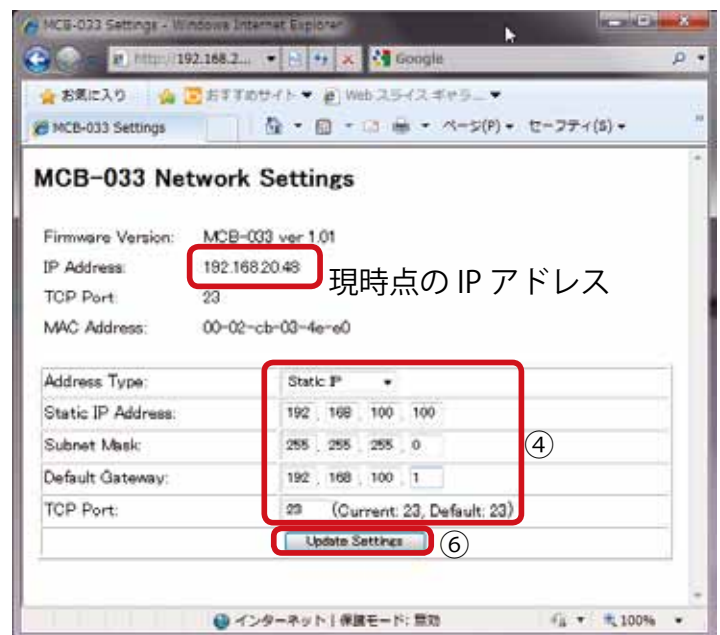 MCB-033 Settings - Windows Internet Explorer
http://192.168.2... Google
お気に入り おすすめサイト Web スライス ギャラ...
MCB-033 Settings ページ(P) セーフティ(S) »
MCB-033 Network Settings
Firmware Version: MCB-033 ver 1.01
IP Address: 192.168.20.48
現時点の IP アドレス
TCP Port: 23
MAC Address: 00-02-cb-03-4e-e0
Address Type: Static IP
Static IP Address: 192 . 168 . 100 . 100
Subnet Mask: 255 . 255 . 255 . 0
④
Default Gateway: 192 . 168 . 100 . 1
TCP Port: 23 (Current: 23, Default: 23)
Update Settings ⑥
インターネット | 保護モード: 無効 100%